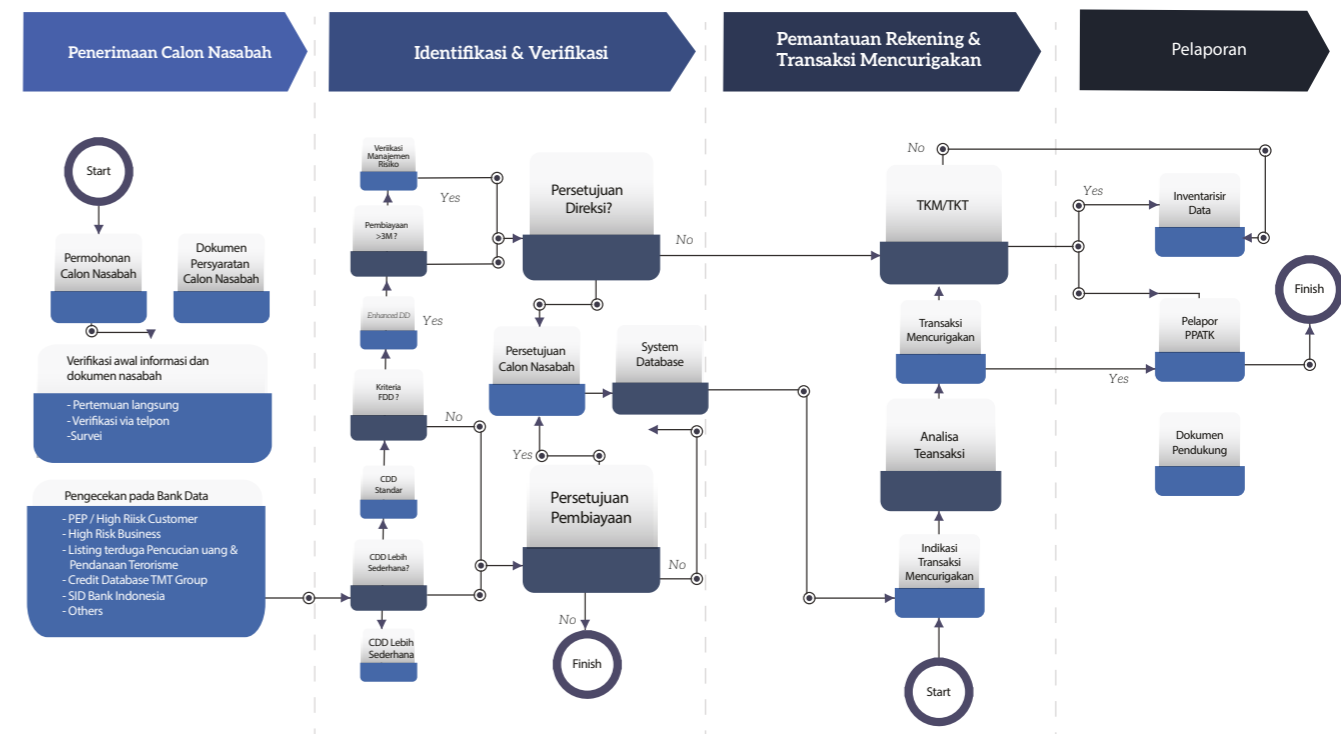 Penerimaan Calon Nasabah
Identifikasi & Verifikasi
Pemantauan Rekening &
Transaksi Mencurigakan
Pelaporan
Start
Permohonan
Calon Nasabah
Dokumen
Persyaratan
Calon Nasabah
Verifikasi awal informasi dan
dokumen nasabah
- Pertemuan langsung
- Verifikasi via telpon
-Survei
Pengecekan pada Bank Data
- PEP / High Riisk Customer
- High Risk Business
- Listing terduga Pencucian uang &
Pendanaan Terorisme
- Credit Database TMT Group
- SID Bank Indonesia
- Others
Veriikasi
Manajemen
Risiko
Yes
Pembiayaan
>3M ?
Enhanced DD
Yes
Kriteria
FDD ?
No
CDD
Standar
CDD Lebih
Sederhana?
CDD Lebih
Sederhana
Persetujuan
Direksi?
No
Persetujuan
Calon Nasabah
System
Database
Yes
Persetujuan
Pembiayaan
No
No
Finish
No
TKM/TKT
Transaksi
Mencurigakan
Analisa
Teansaksi
Indikasi
Transaksi
Mencurigakan
Start
Yes
Inventarisir
Data
Finish
Pelapor
PPATK
Yes
Dokumen
Pendukung